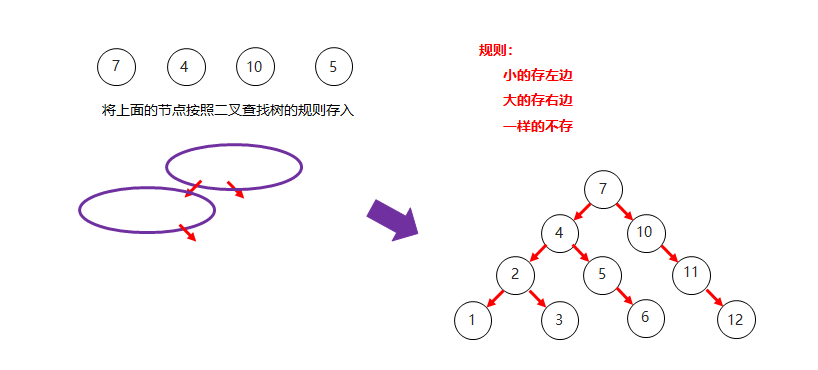 7 4 10 5
将上面的节点按照二叉查找树的规则存入
规则：
小的存左边
大的存右边
一样的不存
7
4 10
2 5 11
1 3 6 12